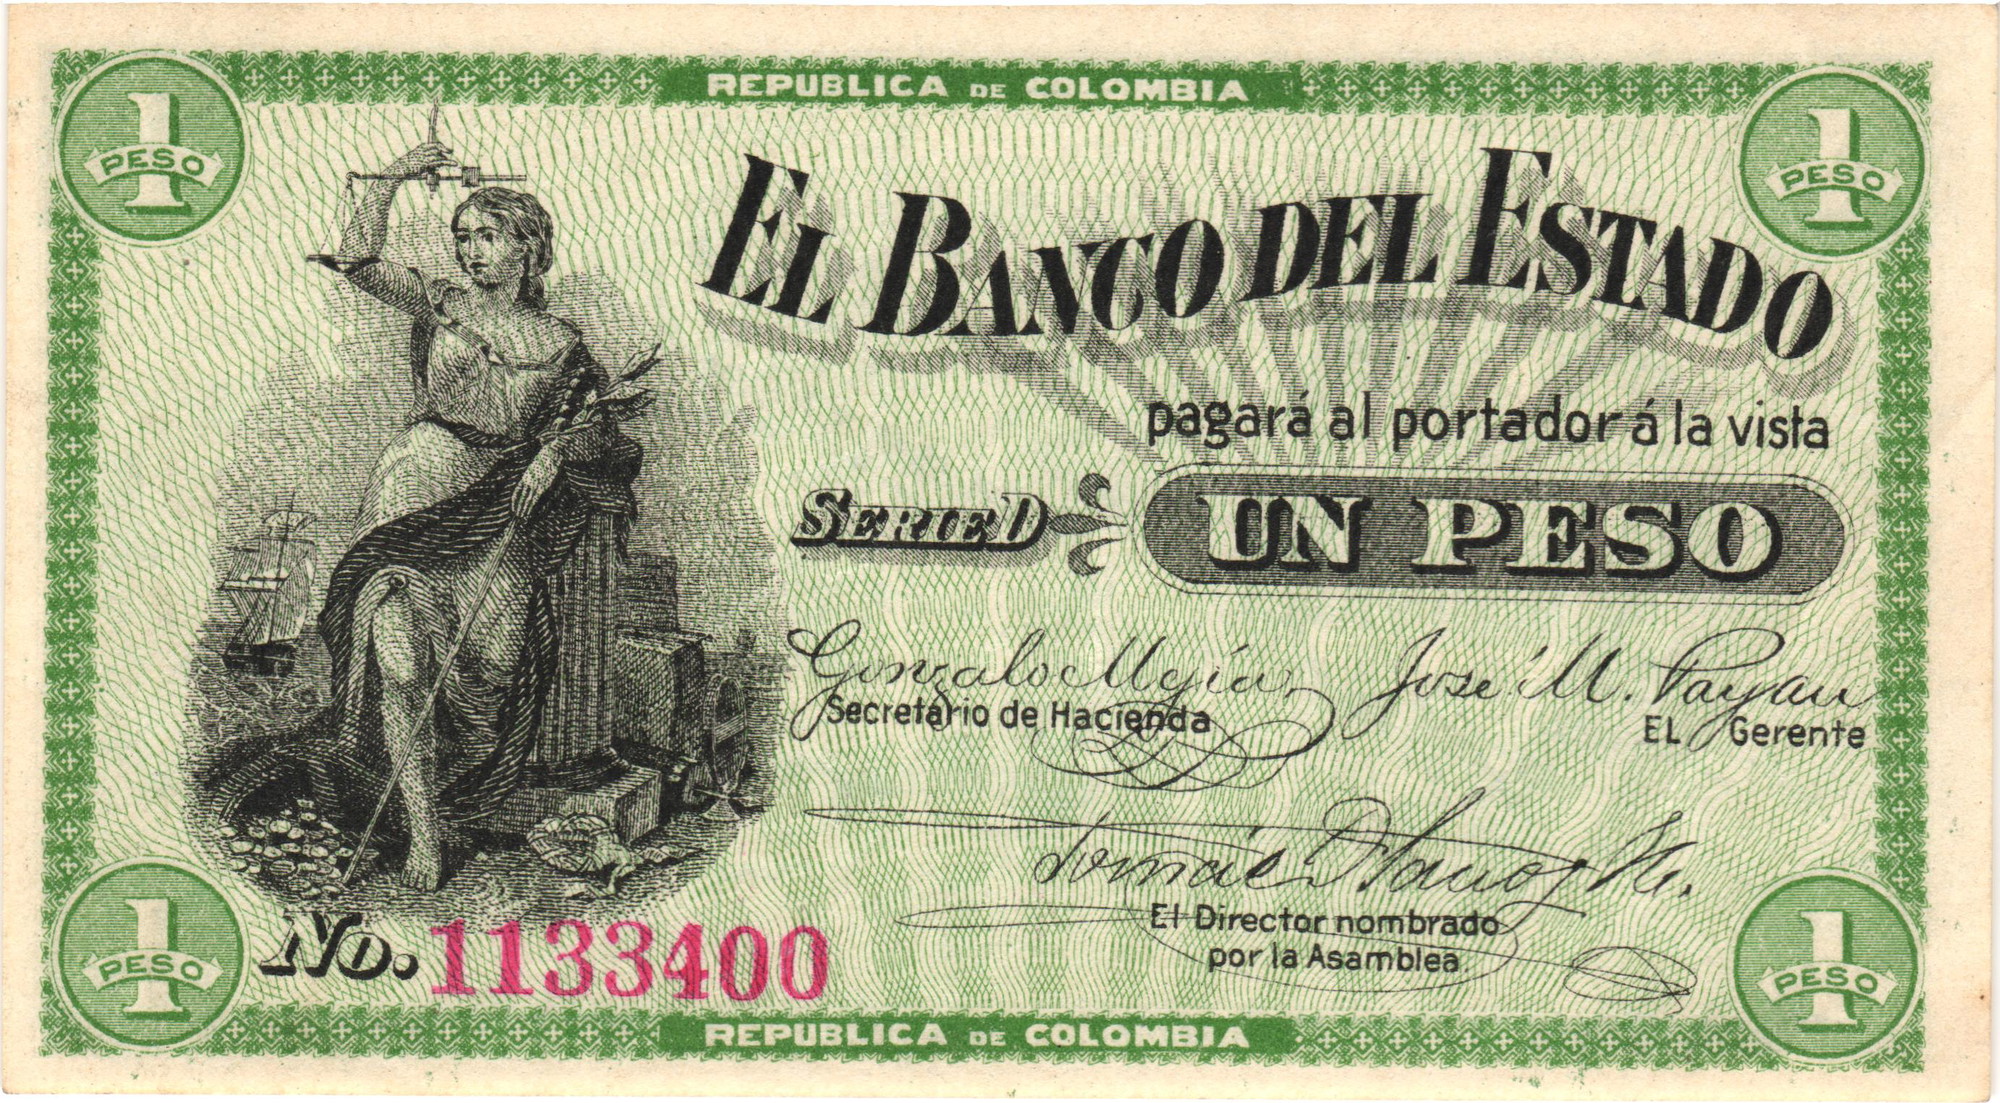 REPUBLICA DE COLOMBIA
1 PESO
1 PESO
EL BANCO DEL ESTADO
pagará al portador á la vista
SERIE D
UN PESO
Gonzalo Mejía
José M. Payan
Secretario de Hacienda
EL Gerente
El Director nombrado
por la Asamblea
No. 1133400
1 PESO
1 PESO
REPUBLICA DE COLOMBIA